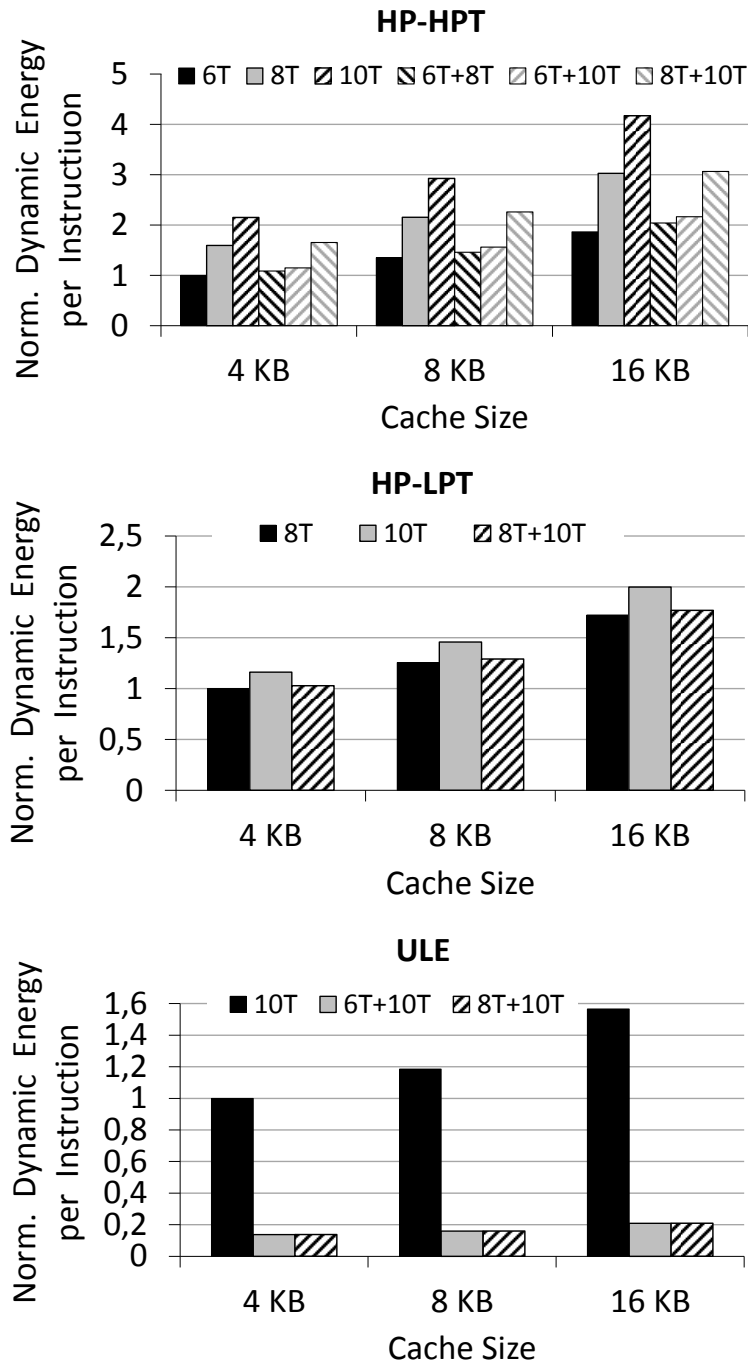 HP-HPT
6T 8T 10T 6T+8T 6T+10T 8T+10T
Norm. Dynamic Energy
per Instructiuon
5
4
3
2
1
0
4 KB 8 KB 16 KB
Cache Size
HP-LPT
8T 10T 8T+10T
Norm. Dynamic Energy
per Instruction
2,5
2
1,5
1
0,5
0
4 KB 8 KB 16 KB
Cache Size
ULE
10T 6T+10T 8T+10T
Norm. Dynamic Energy
per Instruction
1,6
1,4
1,2
1
0,8
0,6
0,4
0,2
0
4 KB 8 KB 16 KB
Cache Size